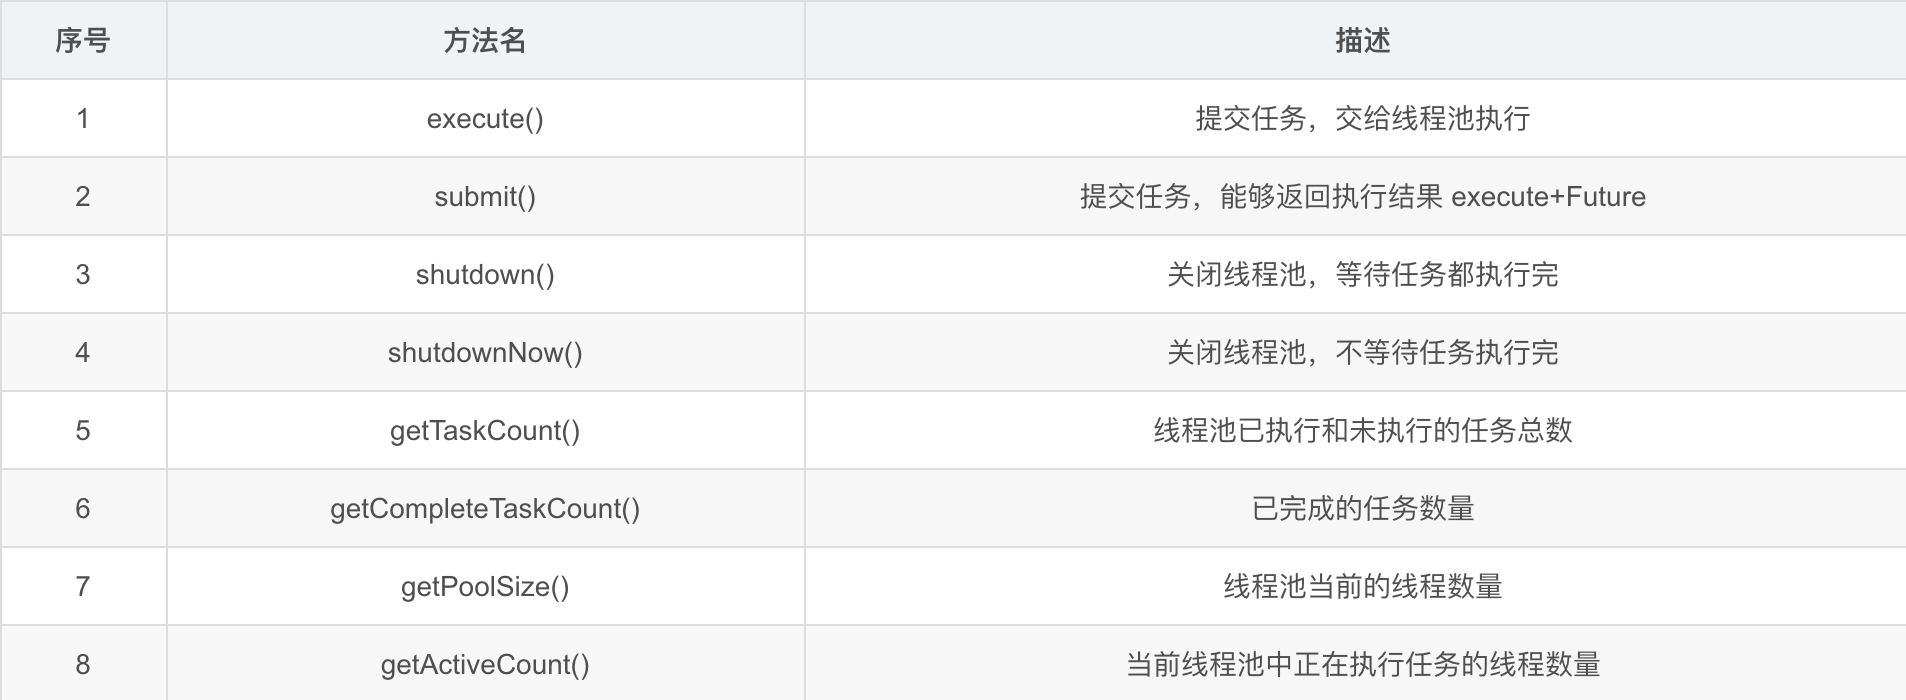 序号 方法名 描述
1 execute() 提交任务，交给线程池执行
2 submit() 提交任务，能够返回执行结果 execute+Future
3 shutdown() 关闭线程池，等待任务都执行完
4 shutdownNow() 关闭线程池，不等待任务执行完
5 getTaskCount() 线程池已执行和未执行的任务总数
6 getCompleteTaskCount() 已完成的任务数量
7 getPoolSize() 线程池当前的线程数量
8 getActiveCount() 当前线程池中正在执行任务的线程数量